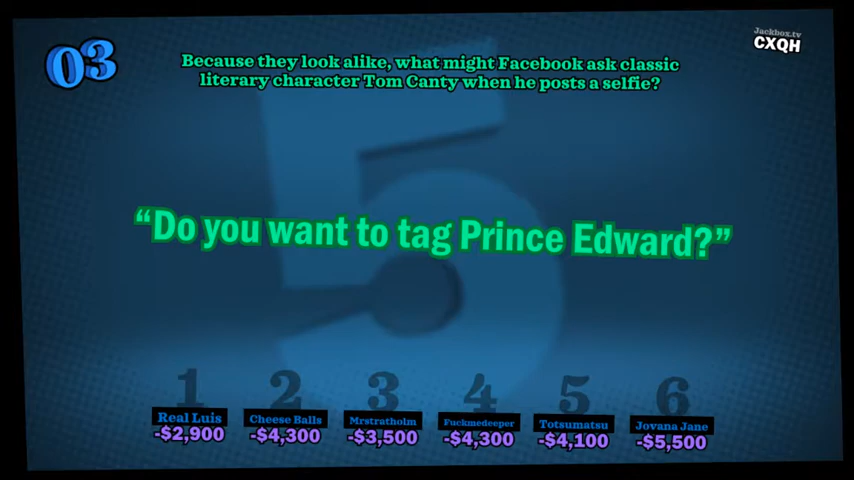 03
Jackbox.tv
CXQH
Because they look alike, what might Facebook ask classic
literary character Tom Canty when he posts a selfie?
5
“Do you want to tag Prince Edward?”
1 2 3 4 5 6
Real Luis Cheese Balls Mrstratholm Fuckmedeeper Totsumatsu Jovana Jane
-$2,900 -$4,300 -$3,500 -$4,300 -$4,100 -$5,500